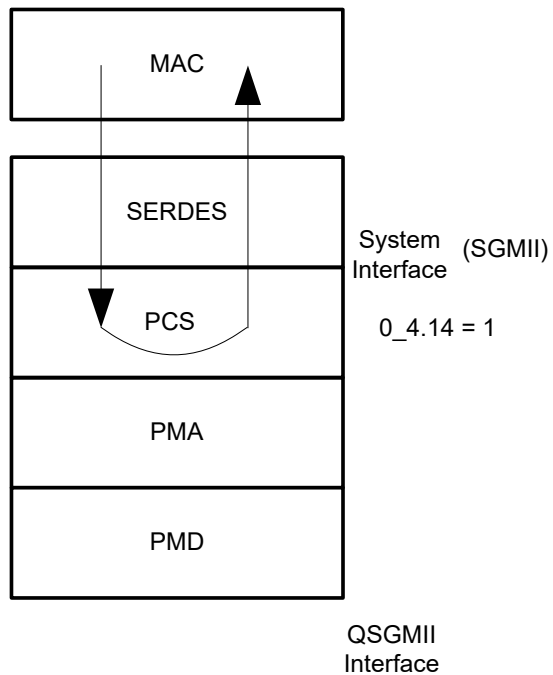 MAC
SERDES
System
Interface
(SGMII)
PCS
0_4.14 = 1
PMA
PMD
QSGMII
Interface